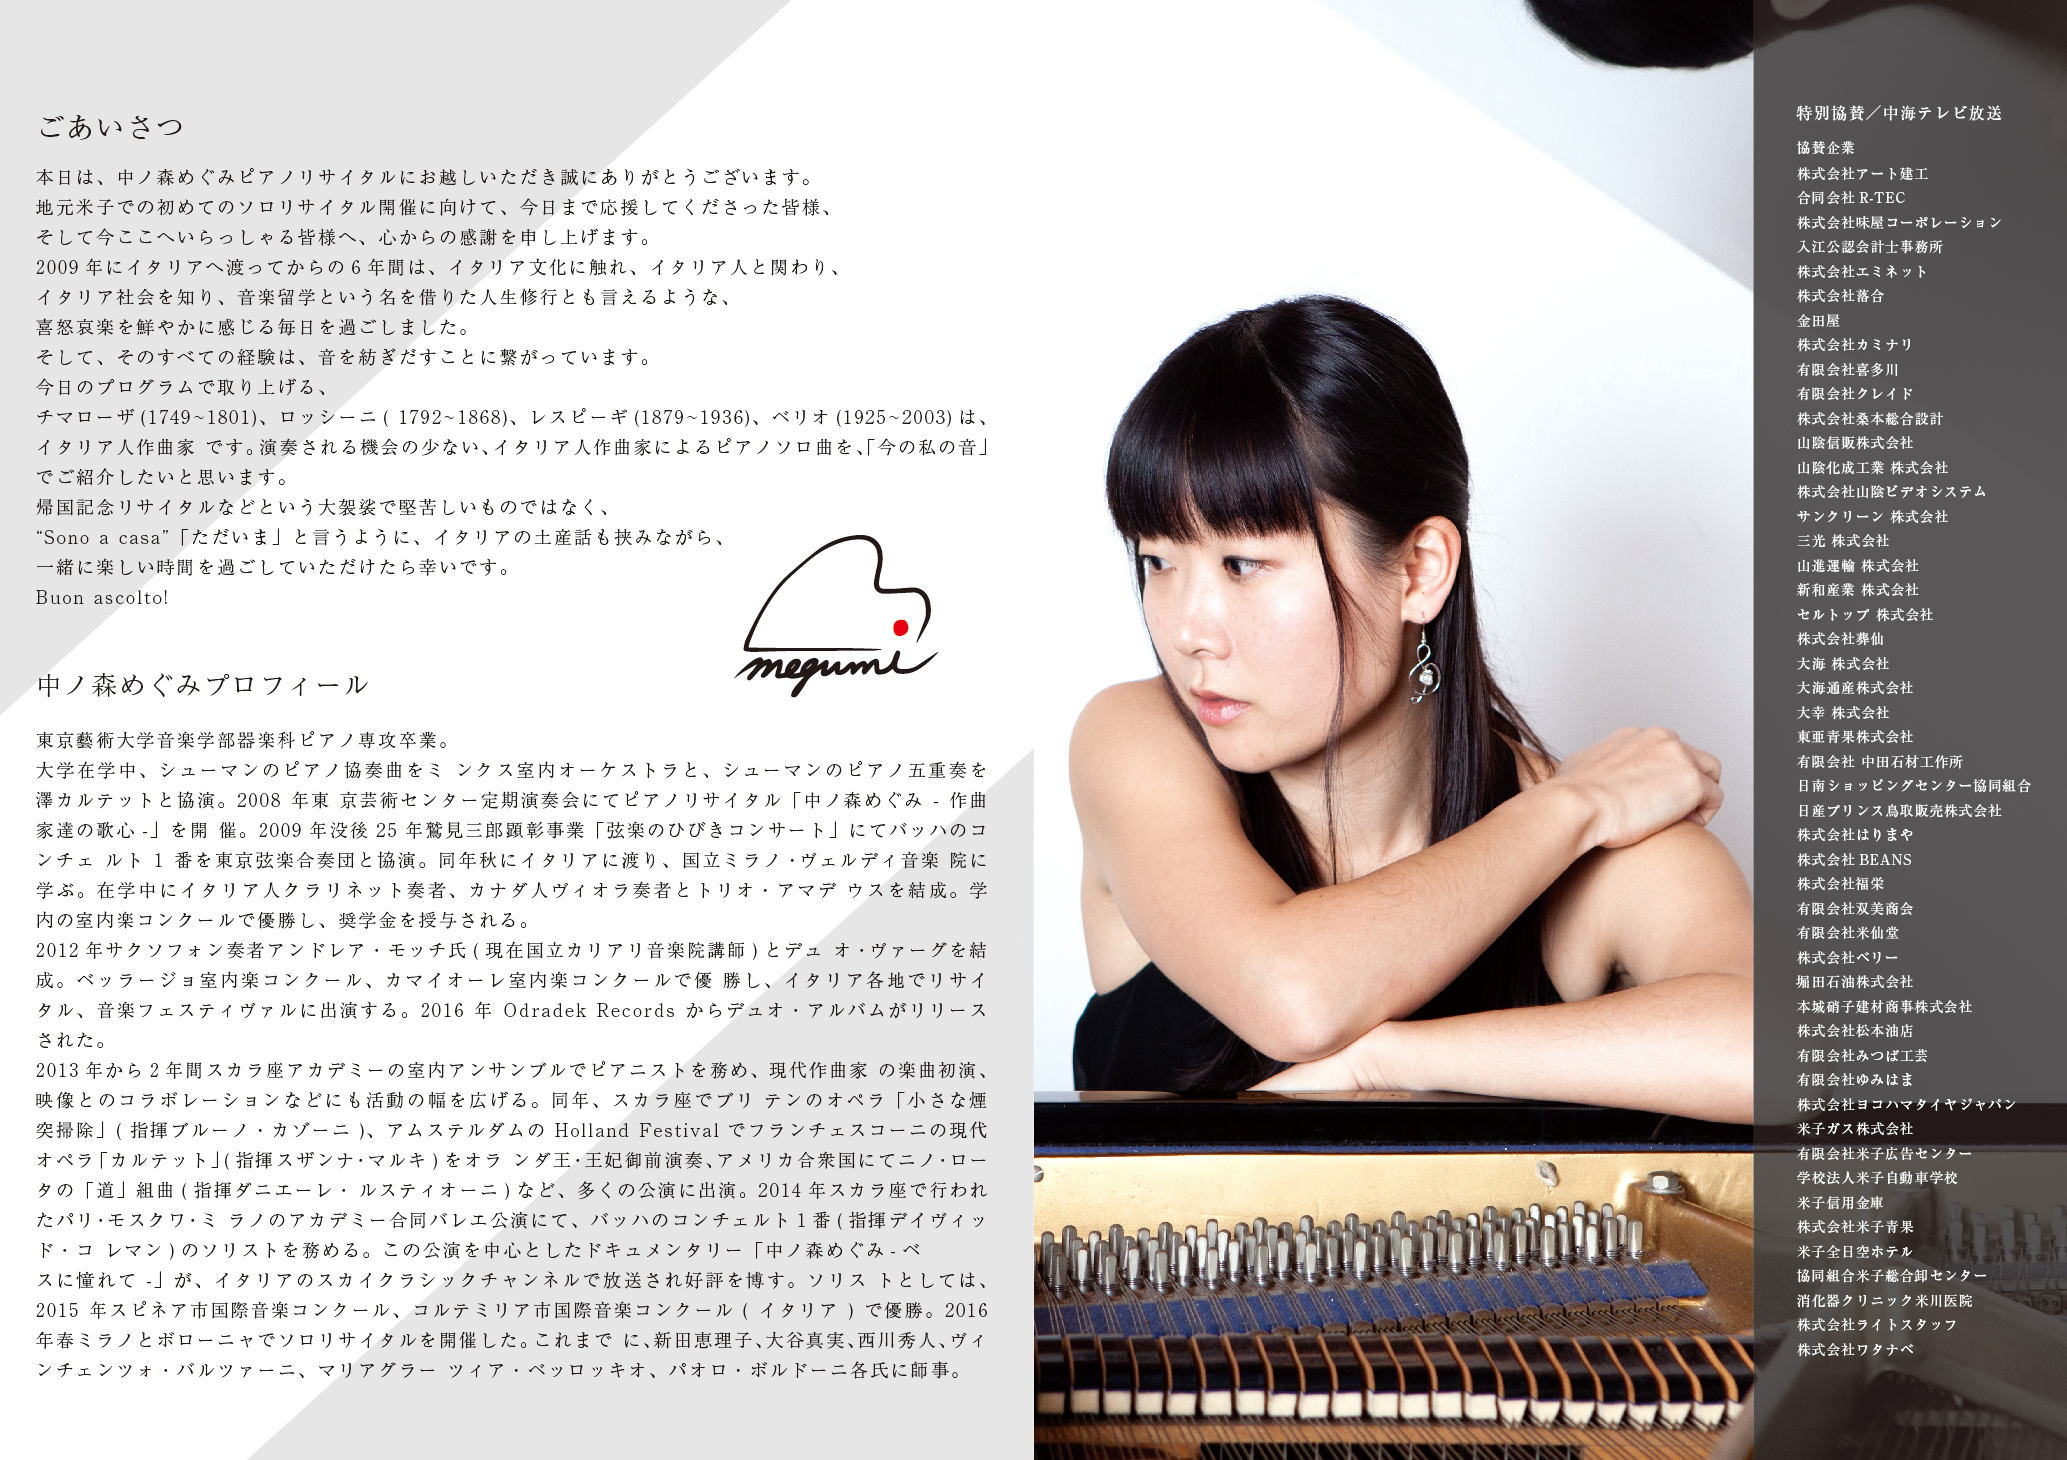 ごあいさつ
本日は、中ノ森めぐみピアノリサイタルにお越しいただき誠にありがとうございます。
地元米子での初めてのソロリサイタル開催に向けて、今日まで応援してくださった皆様、
そして今ここへいらっしゃる皆様へ、心からの感謝を申し上げます。
2009 年にイタリアへ渡ってからの 6 年間は、イタリア文化に触れ、イタリア人と関わり、
イタリア社会を知り、音楽留学という名を借りた人生修行とも言えるような、
喜怒哀楽を鮮やかに感じる毎日を過ごしました。
そして、そのすべての経験は、音を紡ぎだすことに繋がっています。
今日のプログラムで取り上げる、
チマローザ (1749~1801)、ロッシーニ ( 1792~1868)、レスピーギ (1879~1936)、ベリオ (1925~2003) は、
イタリア人作曲家 です。演奏される機会の少ない、イタリア人作曲家によるピアノソロ曲を、「今の私の音」
でご紹介したいと思います。
帰国記念リサイタルなどという大袈裟で堅苦しいものではなく、
“Sono a casa”「ただいま」と言うように、イタリアの土産話も挟みながら、
一緒に楽しい時間を過ごしていただけたら幸いです。
Buon ascolto!
megumi
中ノ森めぐみプロフィール
東京藝術大学音楽学部器楽科ピアノ専攻卒業。
大学在学中、シューマンのピアノ協奏曲をミ ンクス室内オーケストラと、シューマンのピアノ五重奏を
澤カルテットと協演。2008 年東 京芸術センター定期演奏会にてピアノリサイタル「中ノ森めぐみ - 作曲
家達の歌心 -」を開 催。2009 年没後 25 年鷲見三郎顕彰事業「弦楽のひびきコンサート」にてバッハのコ
ンチェ ルト 1 番を東京弦楽合奏団と協演。同年秋にイタリアに渡り、国立ミラノ・ヴェルディ音楽 院に
学ぶ。在学中にイタリア人クラリネット奏者、カナダ人ヴィオラ奏者とトリオ・アマデ ウスを結成。学
内の室内楽コンクールで優勝し、奨学金を授与される。
2012 年サクソフォン奏者アンドレア・モッチ氏 ( 現在国立カリアリ音楽院講師 ) とデュ オ・ヴァーグを結
成。ベッラージョ室内楽コンクール、カマイオーレ室内楽コンクールで優 勝し、イタリア各地でリサイ
タル、音楽フェスティヴァルに出演する。2016 年 Odradek Records からデュオ・アルバムがリリース
された。
2013 年から 2 年間スカラ座アカデミーの室内アンサンブルでピアニストを務め、現代作曲家 の楽曲初演、
映像とのコラボレーションなどにも活動の幅を広げる。同年、スカラ座でブリ テンのオペラ「小さな煙
突掃除」( 指揮ブルーノ・カゾーニ )、アムステルダムの Holland Festival でフランチェスコーニの現代
オペラ「カルテット」( 指揮スザンナ・マルキ ) をオラ ンダ王・王妃御前演奏、アメリカ合衆国にてニノ・ロー
タの「道」組曲 ( 指揮ダニエーレ・ ルスティオーニ ) など、多くの公演に出演。2014 年スカラ座で行われ
たパリ・モスクワ・ミ ラノのアカデミー合同バレエ公演にて、バッハのコンチェルト 1 番 ( 指揮デイヴィッ
ド・コ レマン ) のソリストを務める。この公演を中心としたドキュメンタリー「中ノ森めぐみ - ベ
スに憧れて -」が、イタリアのスカイクラシックチャンネルで放送され好評を博す。ソリス トとしては、
2015 年スピネア市国際音楽コンクール、コルテミリア市国際音楽コンクール ( イタリア ) で優勝。2016
年春ミラノとボローニャでソロリサイタルを開催した。これまで に、新田恵理子、大谷真実、西川秀人、ヴィ
ンチェンツォ・バルツァーニ、マリアグラー ツィア・ベッロッキオ、パオロ・ボルドーニ各氏に師事。
特別協賛／中海テレビ放送
協賛企業
株式会社アート建工
合同会社 R-TEC
株式会社味屋コーポレーション
入江公認会計士事務所
株式会社エミネット
株式会社落合
金田屋
株式会社カミナリ
有限会社喜多川
有限会社クレイド
株式会社桑本総合設計
山陰信販株式会社
山陰化成工業 株式会社
株式会社山陰ビデオシステム
サンクリーン 株式会社
三光 株式会社
山進運輸 株式会社
新和産業 株式会社
セルトップ 株式会社
株式会社葬仙
大海 株式会社
大海通産株式会社
大幸 株式会社
東亜青果株式会社
有限会社 中田石材工作所
日南ショッピングセンター協同組合
日産プリンス鳥取販売株式会社
株式会社はりまや
株式会社 BEANS
株式会社福栄
有限会社双美商会
有限会社米仙堂
株式会社ベリー
堀田石油株式会社
本城硝子建材商事株式会社
株式会社松本油店
有限会社みつば工芸
有限会社ゆみはま
株式会社ヨコハマタイヤジャパン
米子ガス株式会社
有限会社米子広告センター
学校法人米子自動車学校
米子信用金庫
株式会社米子青果
米子全日空ホテル
協同組合米子総合卸センター
消化器クリニック米川医院
株式会社ライトスタッフ
株式会社ワタナベ